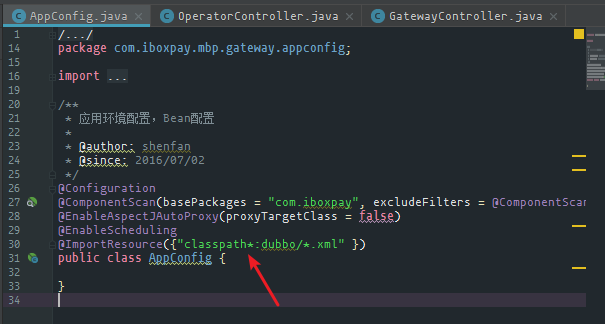 AppConfig.java × OperatorController.java × GatewayController.java ×
1 /.../
14 package com.iboxpay.mbp.gateway.appconfig;
15
16 import ...
19
20 /**
21 * 应用环境配置，Bean配置
22 *
23 * @author: shenfan
24 * @since: 2016/07/02
25 */
26 @Configuration
27 @ComponentScan(basePackages = "com.iboxpay", excludeFilters = @ComponentScan
28 @EnableAspectJAutoProxy(proxyTargetClass = false)
29 @EnableScheduling
30 @ImportResource({"classpath*:dubbo/*.xml" })
31 public class AppConfig {
32
33 }
34